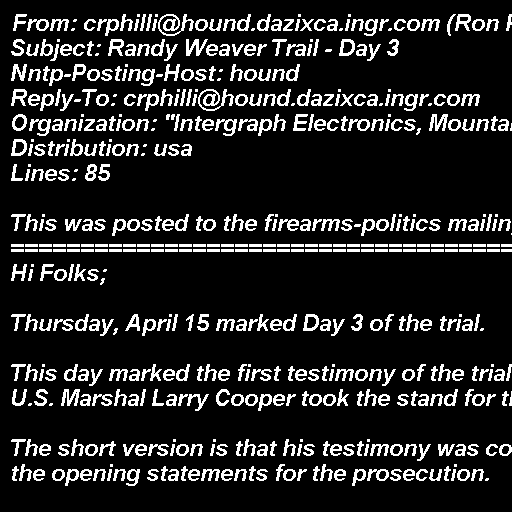 From: crphilli@hound.dazixca.ingr.com (Ron
Subject: Randy Weaver Trail - Day 3
Nntp-Posting-Host: hound
Reply-To: crphilli@hound.dazixca.ingr.com
Organization: "Intergraph Electronics,
Distribution: usa
Lines: 85
This was posted to the firearms-politics
==========================================
Hi Folks;
Thursday, April 15 marked Day 3 of the trial.
This day marked the first testimony of the trial
U.S. Marshal Larry Cooper took the stand for
The short version is that his testimony was
the opening statements for the prosecution.